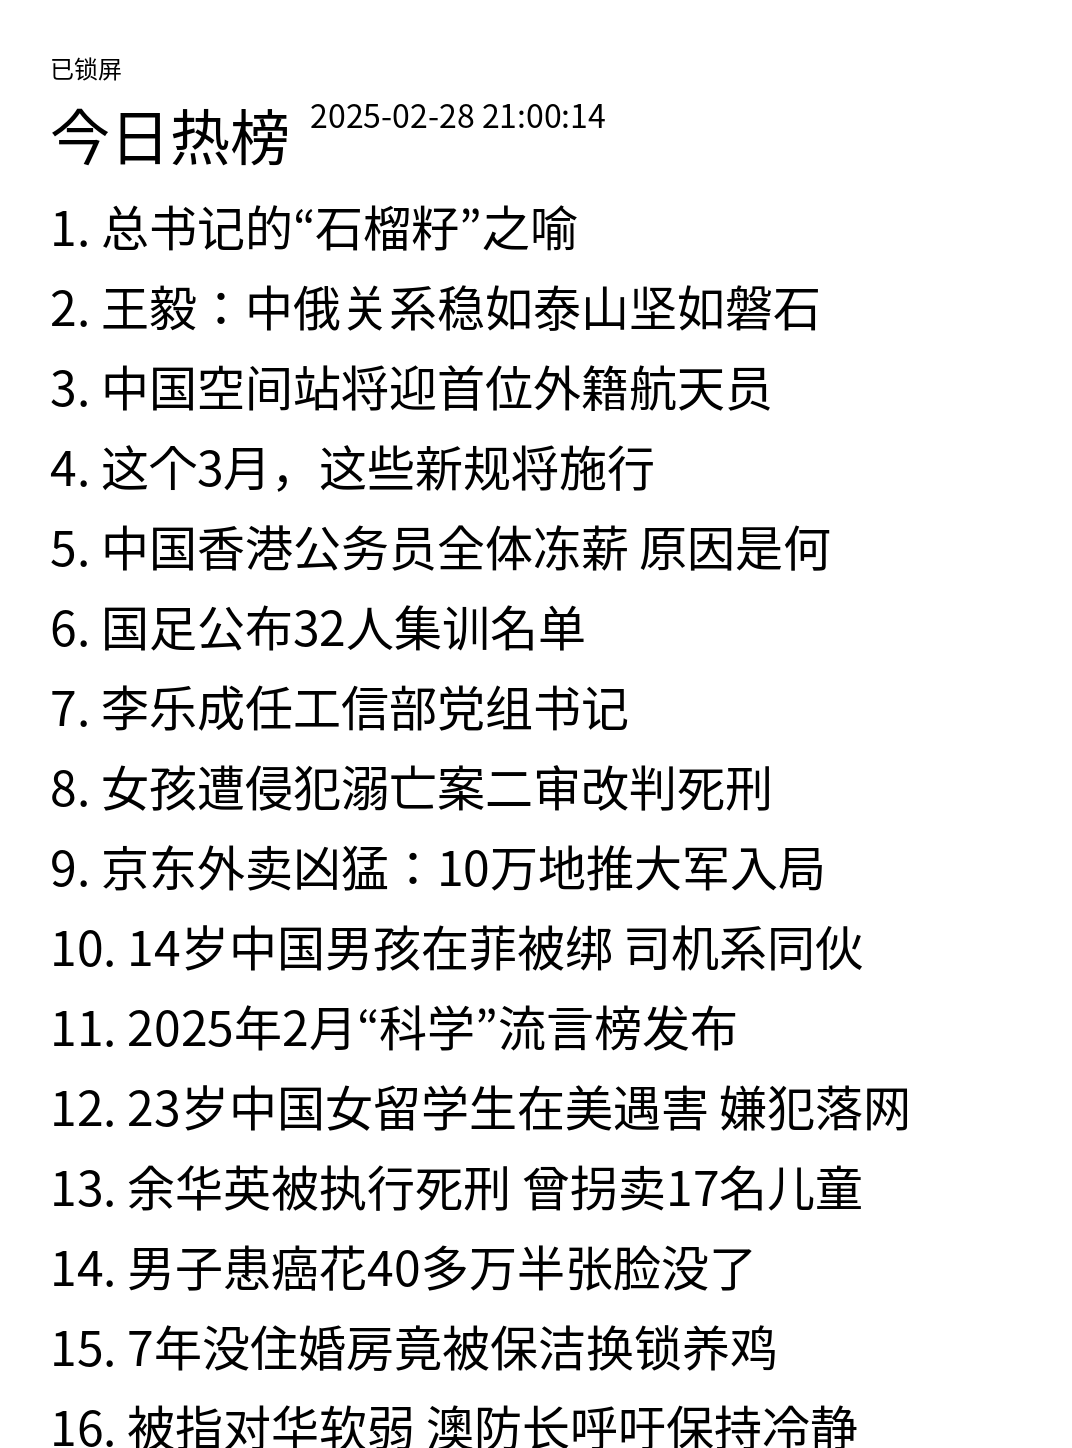 已锁屏
今日热榜 2025-02-28 21:00:14
1. 总书记的“石榴籽”之喻
2. 王毅：中俄关系稳如泰山坚如磐石
3. 中国空间站将迎首位外籍航天员
4. 这个3月，这些新规将施行
5. 中国香港公务员全体冻薪 原因是何
6. 国足公布32人集训名单
7. 李乐成任工信部党组书记
8. 女孩遭侵犯溺亡案二审改判死刑
9. 京东外卖凶猛：10万地推大军入局
10. 14岁中国男孩在菲被绑 司机系同伙
11. 2025年2月“科学”流言榜发布
12. 23岁中国女留学生在美遇害 嫌犯落网
13. 余华英被执行死刑 曾拐卖17名儿童
14. 男子患癌花40多万半张脸没了
15. 7年没住婚房竟被保洁换锁养鸡
16. 被指对华软弱 澳防长呼吁保持冷静